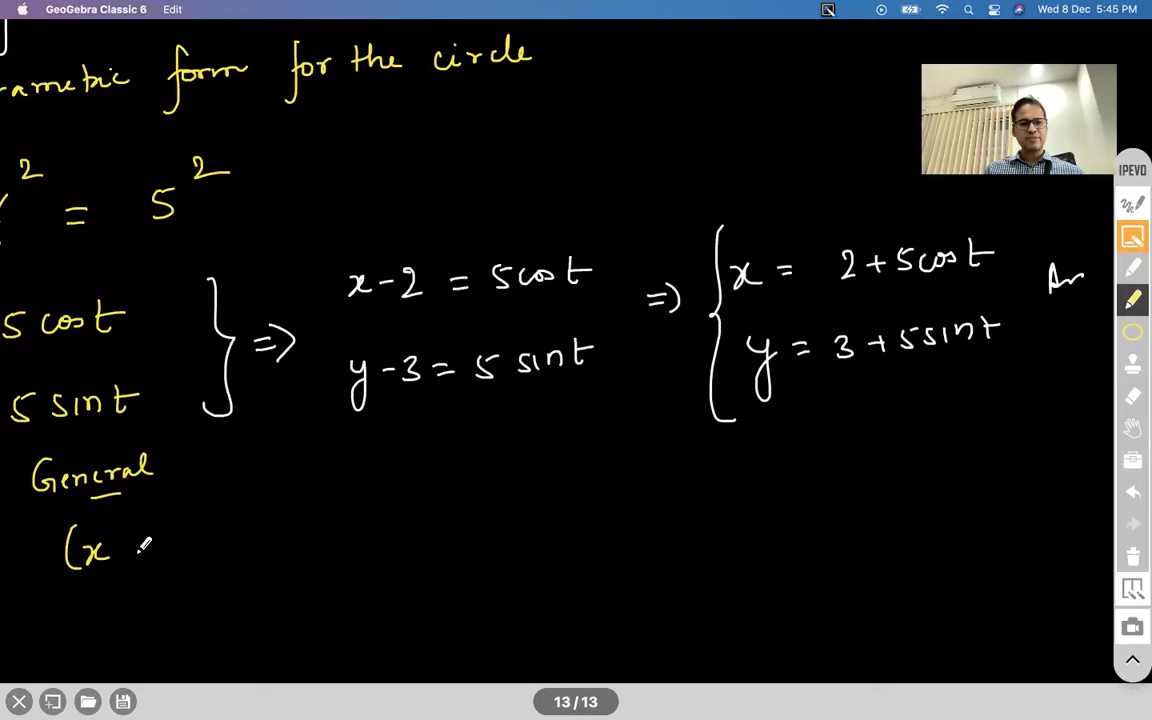 GeoGebra Classic 6 Edit Wed 8 Dec 5:45 PM
rametric form for the circle
2 = 5^2
5 cos t
5 sin t
} => x - 2 = 5 cos t
y - 3 = 5 sin t
=> { x = 2 + 5 cos t
y = 3 + 5 sin t
General
(x
IPEVO
13/13